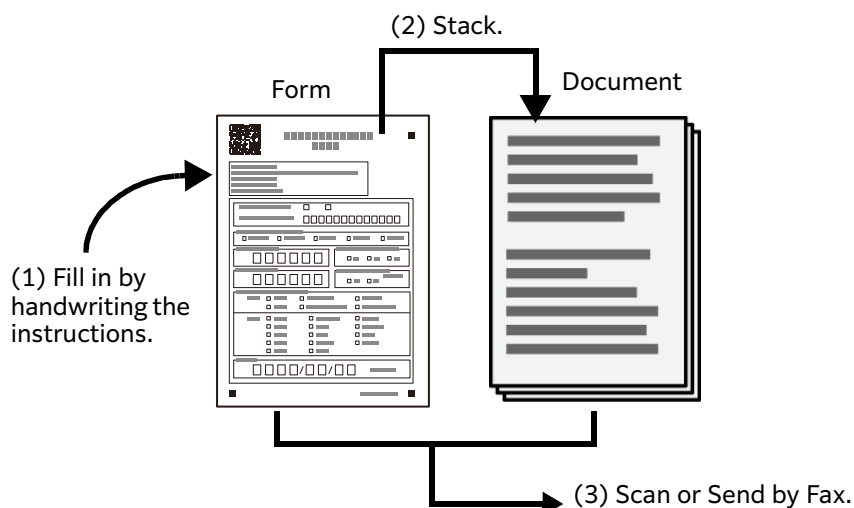 (2) Stack.
Form
Document
(1) Fill in by
handwriting the
instructions.
(3) Scan or Send by Fax.